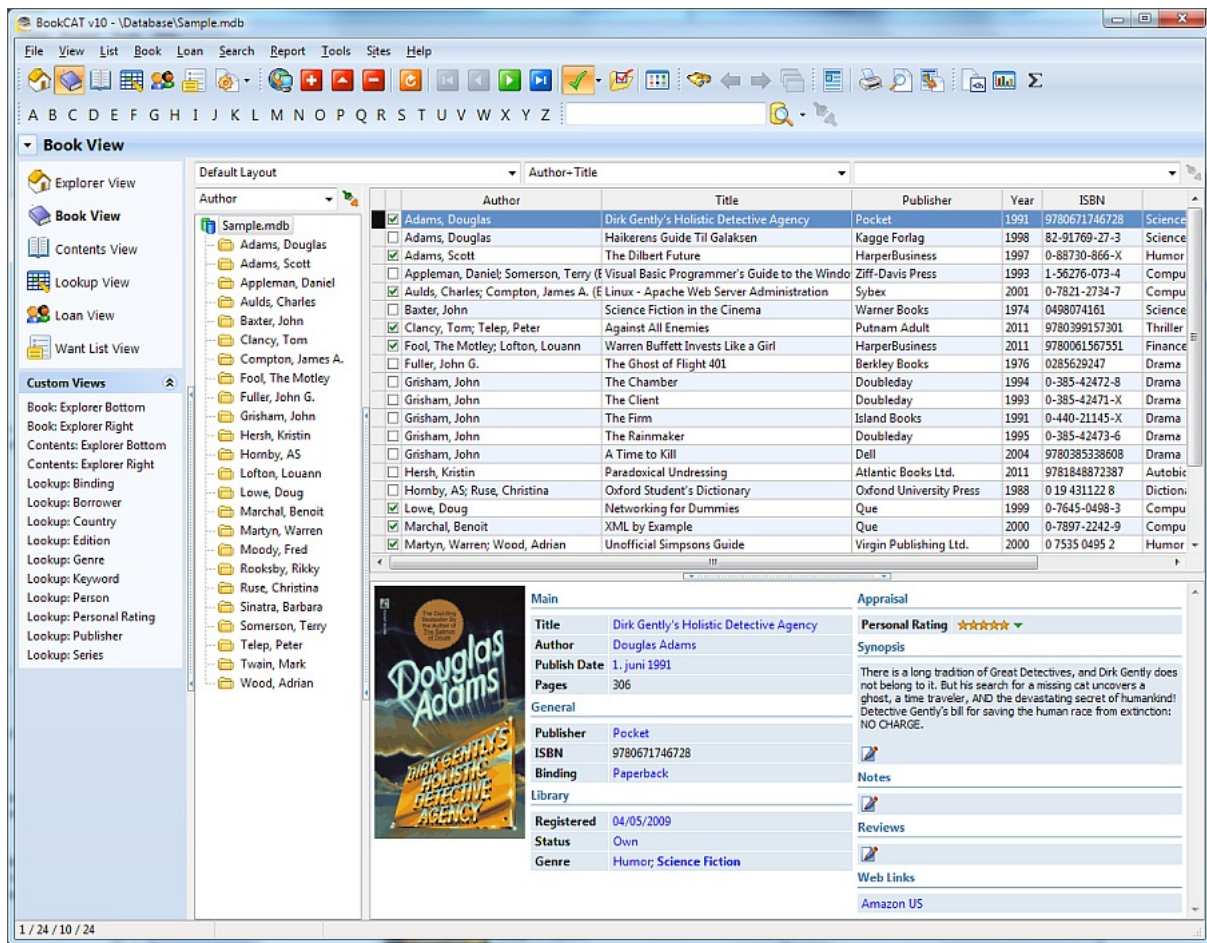 BookCAT v10 - \Database\Sample.mdb
File View List Book Loan Search Report Tools Sites Help
A B C D E F G H I J K L M N O P Q R S T U V W X Y Z
Book View
Explorer View
Book View
Contents View
Lookup View
Loan View
Want List View
Custom Views
Book: Explorer Bottom
Book: Explorer Right
Contents: Explorer Bottom
Contents: Explorer Right
Lookup: Binding
Lookup: Borrower
Lookup: Country
Lookup: Edition
Lookup: Genre
Lookup: Keyword
Lookup: Person
Lookup: Personal Rating
Lookup: Publisher
Lookup: Series
Default Layout
Author+Title
Author
Sample.mdb
Adams, Douglas
Adams, Scott
Appleman, Daniel
Aulds, Charles
Baxter, John
Clancy, Tom
Compton, James A.
Fool, The Motley
Fuller, John G.
Grisham, John
Hersh, Kristin
Hornby, AS
Lofton, Louann
Lowe, Doug
Marchal, Benoit
Martyn, Warren
Moody, Fred
Rooksby, Rikky
Ruse, Christina
Sinatra, Barbara
Somerson, Terry
Telep, Peter
Twain, Mark
Wood, Adrian
Author Title Publisher Year ISBN
Adams, Douglas Dirk Gently's Holistic Detective Agency Pocket 1991 9780671746728 Science
Adams, Douglas Haikerens Guide Til Galaksen Kagge Forlag 1998 82-91769-27-3 Science
Adams, Scott The Dilbert Future HarperBusiness 1997 0-88730-866-X Humor
Appleman, Daniel; Somerson, Terry (E Visual Basic Programmer's Guide to the Windo Ziff-Davis Press 1993 1-56276-073-4 Compu
Aulds, Charles; Compton, James A. (E Linux - Apache Web Server Administration Sybex 2001 0-7821-2734-7 Compu
Baxter, John Science Fiction in the Cinema Warner Books 1974 0498074161 Science
Clancy, Tom; Telep, Peter Against All Enemies Putnam Adult 2011 9780399157301 Thriller
Fool, The Motley; Lofton, Louann Warren Buffett Invests Like a Girl HarperBusiness 2011 9780061567551 Finance
Fuller, John G. The Ghost of Flight 401 Berkley Books 1976 0285629247 Drama
Grisham, John The Chamber Doubleday 1994 0-385-42472-8 Drama
Grisham, John The Client Doubleday 1993 0-385-42471-X Drama
Grisham, John The Firm Island Books 1991 0-440-21145-X Drama
Grisham, John The Rainmaker Doubleday 1995 0-385-42473-6 Drama
Grisham, John A Time to Kill Dell 2004 9780385338608 Drama
Hersh, Kristin Paradoxical Undressing Atlantic Books Ltd. 2011 9781848872387 Autobic
Hornby, AS; Ruse, Christina Oxford Student's Dictionary Oxfond University Press 1988 0 19 431122 8 Diction
Lowe, Doug Networking for Dummies Que 1999 0-7645-0498-3 Compu
Marchal, Benoit XML by Example Que 2000 0-7897-2242-9 Compu
Martyn, Warren; Wood, Adrian Unofficial Simpsons Guide Virgin Publishing Ltd. 2000 0 7535 0495 2 Humor
Douglas
Adams
DIRK GENTLY'S
HOLISTIC
DETECTIVE
AGENCY
Main
Title Dirk Gently's Holistic Detective Agency
Author Douglas Adams
Publish Date 1. juni 1991
Pages 306
General
Publisher Pocket
ISBN 9780671746728
Binding Paperback
Library
Registered 04/05/2009
Status Own
Genre Humor; Science Fiction
Appraisal
Personal Rating
Synopsis
There is a long tradition of Great Detectives, and Dirk Gently does
not belong to it. But his search for a missing cat uncovers a
ghost, a time traveler, AND the devastating secret of humankind!
Detective Gently's bill for saving the human race from extinction:
NO CHARGE.
Notes
Reviews
Web Links
Amazon US
1 / 24 / 10 / 24